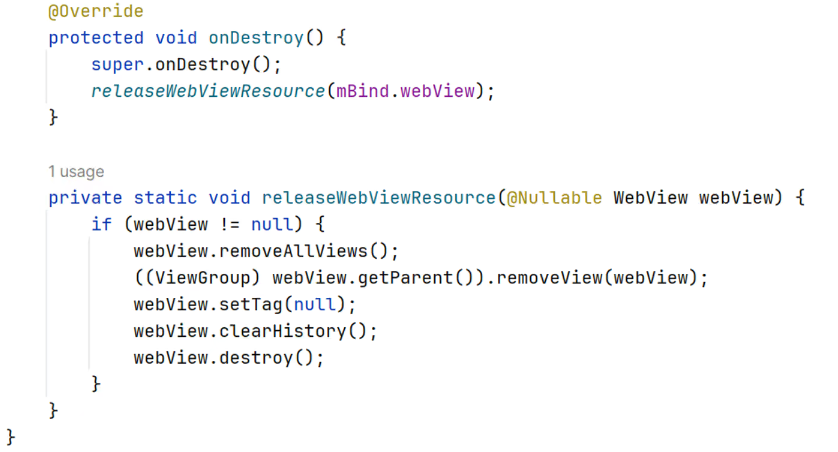 @Override
protected void onDestroy() {
super.onDestroy();
releaseWebViewResource(mBind.webView);
}
1 usage
private static void releaseWebViewResource(@Nullable WebView webView) {
if (webView != null) {
webView.removeAllViews();
((ViewGroup) webView.getParent()).removeView(webView);
webView.setTag(null);
webView.clearHistory();
webView.destroy();
}
}
}